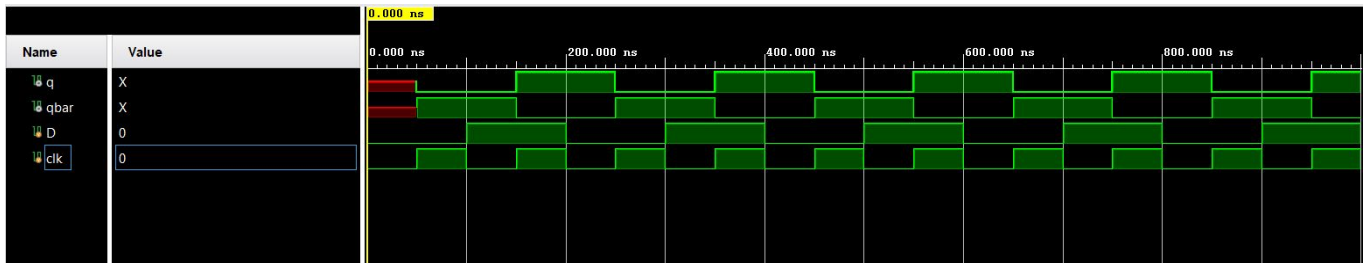 0.000 ns
Name Value
0.000 ns 200.000 ns 400.000 ns 600.000 ns 800.000 ns
q X
qbar X
D 0
clk 0